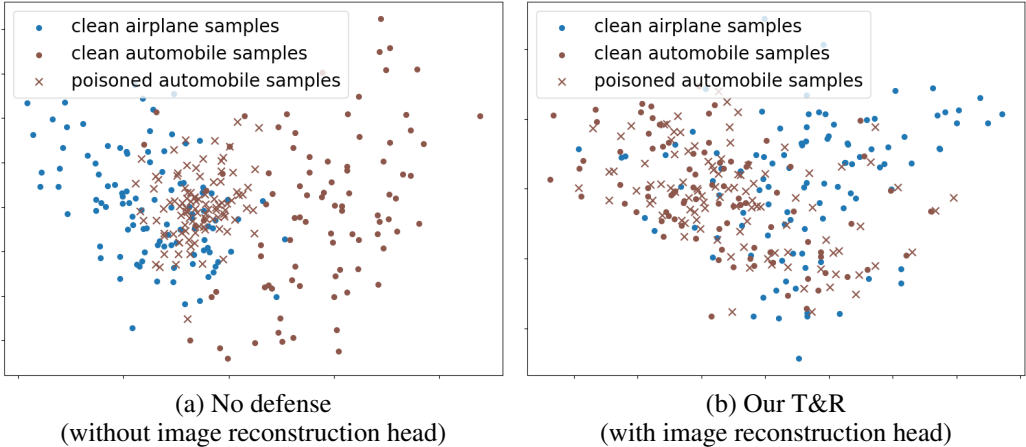 clean airplane samples
clean automobile samples
poisoned automobile samples
clean airplane samples
clean automobile samples
poisoned automobile samples
(a) No defense
(without image reconstruction head)
(b) Our T&R
(with image reconstruction head)